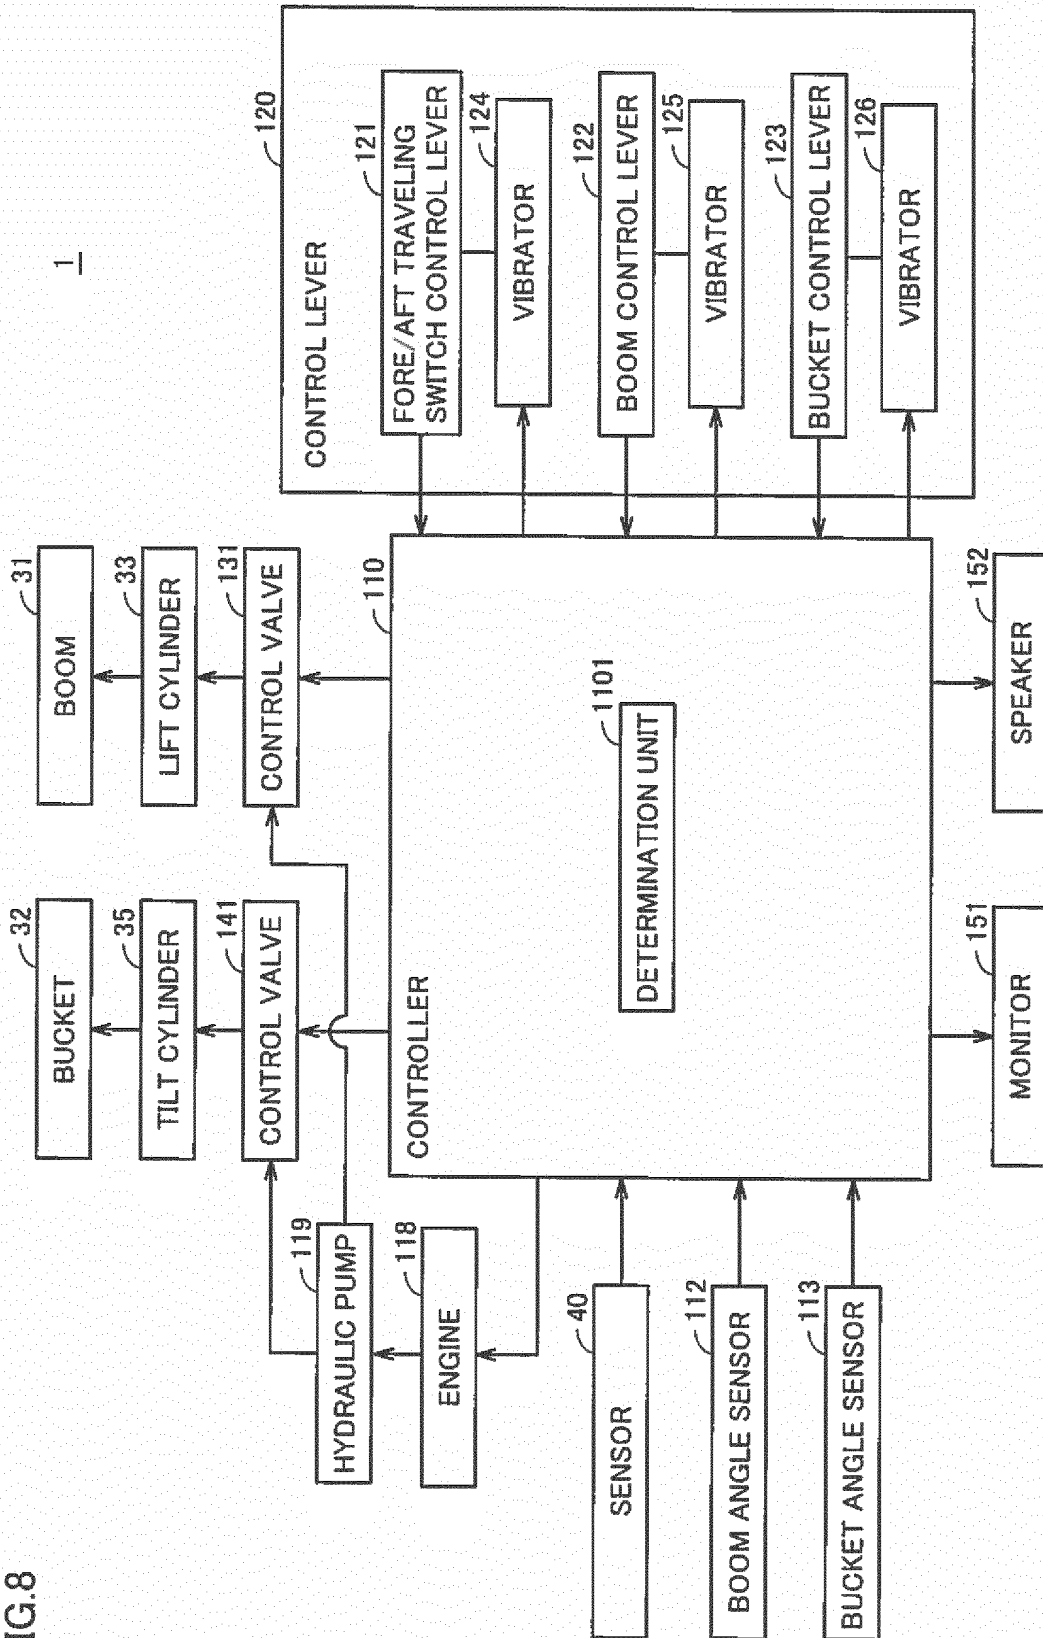 IG.8
1
BUCKET
32
BOOM
31
TILT CYLINDER
35
LIFT CYLINDER
33
CONTROL VALVE
141
CONTROL VALVE
131
HYDRAULIC PUMP
119
ENGINE
118
CONTROLLER
110
DETERMINATION UNIT
1101
SENSOR
40
BOOM ANGLE SENSOR
112
BUCKET ANGLE SENSOR
113
MONITOR
151
SPEAKER
152
CONTROL LEVER
120
FORE/AFT TRAVELING
SWITCH CONTROL LEVER
121
VIBRATOR
124
BOOM CONTROL LEVER
122
VIBRATOR
125
BUCKET CONTROL LEVER
123
VIBRATOR
126